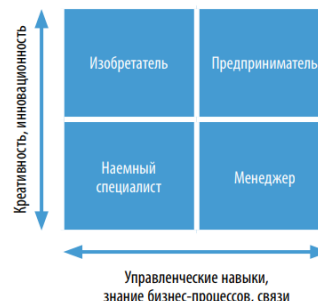 Креативность, инновационность
Изобретатель
Предприниматель
Наемный
специалист
Менеджер
Управленческие навыки,
знание бизнес-процессов, связи